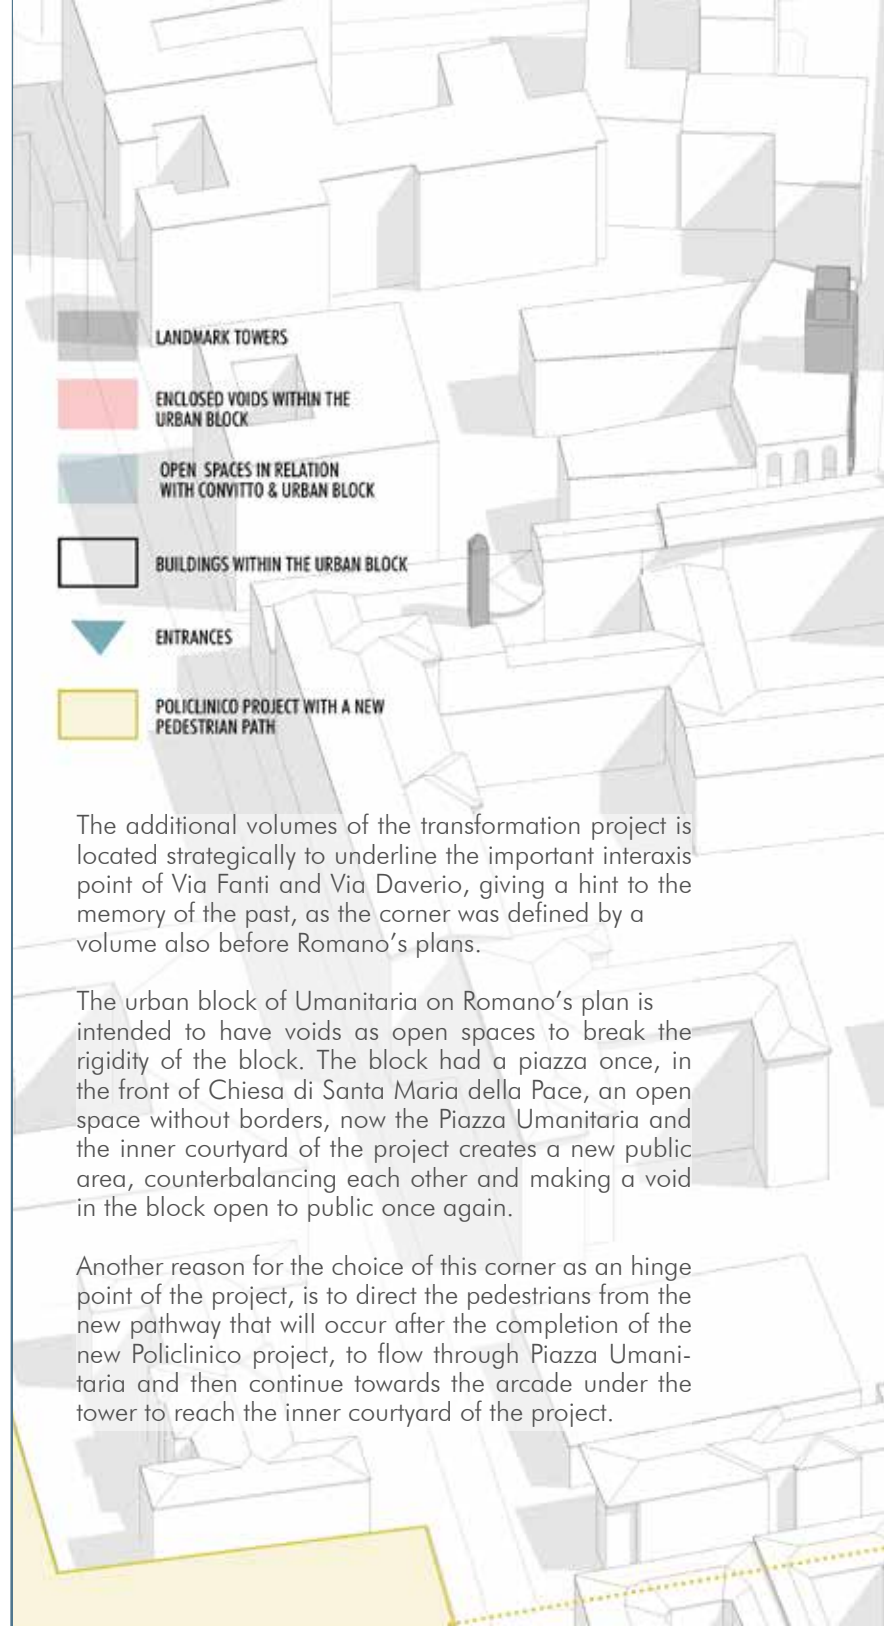 LANDMARK TOWERS
ENCLOSED VOIDS WITHIN THE
URBAN BLOCK
OPEN SPACES IN RELATION
WITH CONVITTO & URBAN BLOCK
BUILDINGS WITHIN THE URBAN BLOCK
ENTRANCES
POLICLINICO PROJECT WITH A NEW
PEDESTRIAN PATH
The additional volumes of the transformation project is
located strategically to underline the important interaxis
point of Via Fanti and Via Daverio, giving a hint to the
memory of the past, as the corner was defined by a
volume also before Romano's plans.
The urban block of Umanitaria on Romano's plan is
intended to have voids as open spaces to break the
rigidity of the block. The block had a piazza once, in
the front of Chiesa di Santa Maria della Pace, an open
space without borders, now the Piazza Umanitaria and
the inner courtyard of the project creates a new public
area, counterbalancing each other and making a void
in the block open to public once again.
Another reason for the choice of this corner as an hinge
point of the project, is to direct the pedestrians from the
new pathway that will occur after the completion of the
new Policlinico project, to flow through Piazza Umani-
taria and then continue towards the arcade under the
tower to reach the inner courtyard of the project.